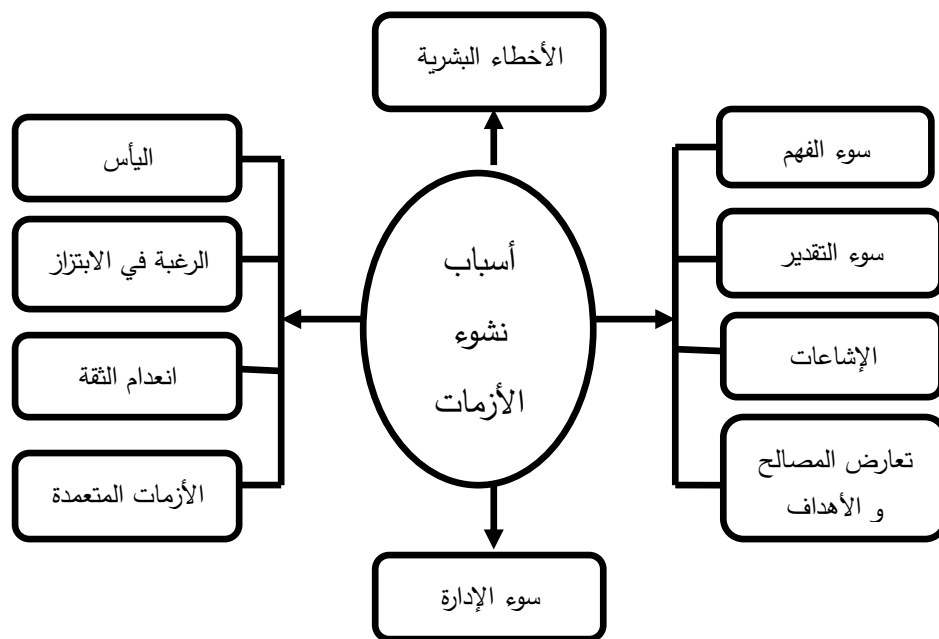 الأخطاء البشرية
أسباب
نشوء
الأزمات
سوء الفهم
سوء التقدير
الإشاعات
تعارض المصالح
و الأهداف
اليأس
الرغبة في الابتزاز
انعدام الثقة
الأزمات المتعمدة
سوء الإدارة